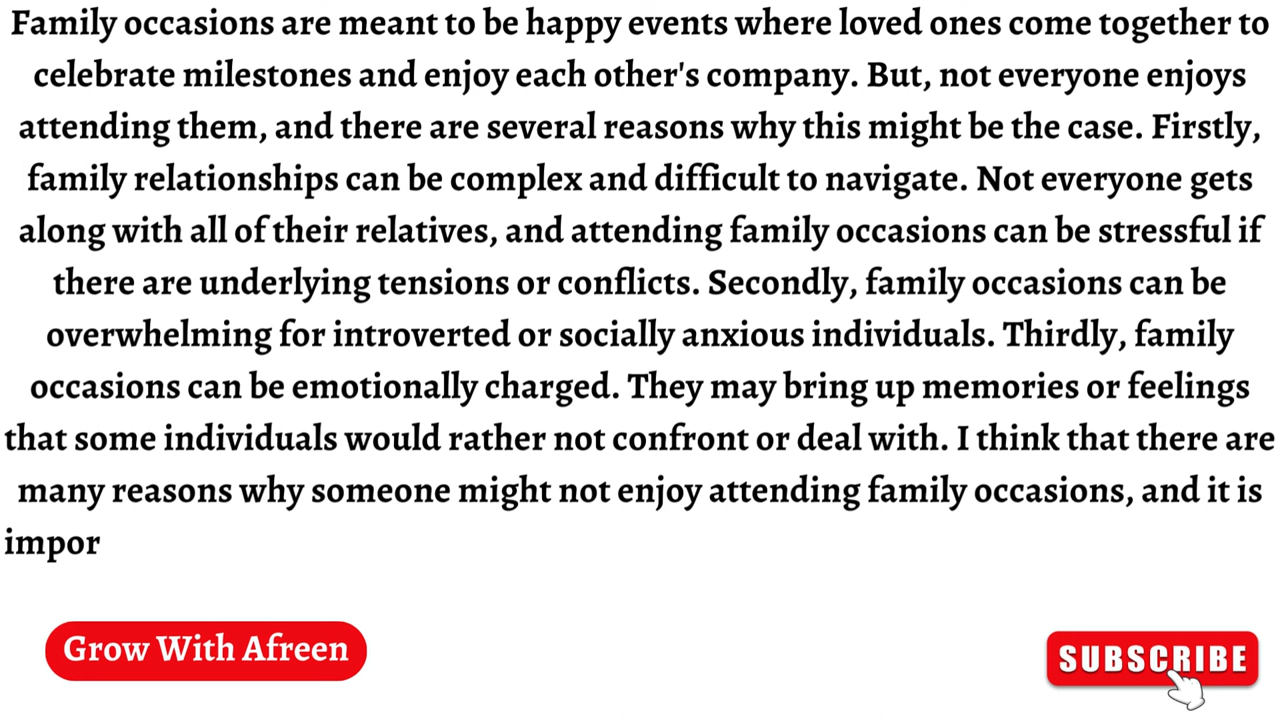 Family occasions are meant to be happy events where loved ones come together to
celebrate milestones and enjoy each other's company. But, not everyone enjoys
attending them, and there are several reasons why this might be the case. Firstly,
family relationships can be complex and difficult to navigate. Not everyone gets
along with all of their relatives, and attending family occasions can be stressful if
there are underlying tensions or conflicts. Secondly, family occasions can be
overwhelming for introverted or socially anxious individuals. Thirdly, family
occasions can be emotionally charged. They may bring up memories or feelings
that some individuals would rather not confront or deal with. I think that there are
many reasons why someone might not enjoy attending family occasions, and it is
impor
Grow With Afreen
SUBSCRIBE